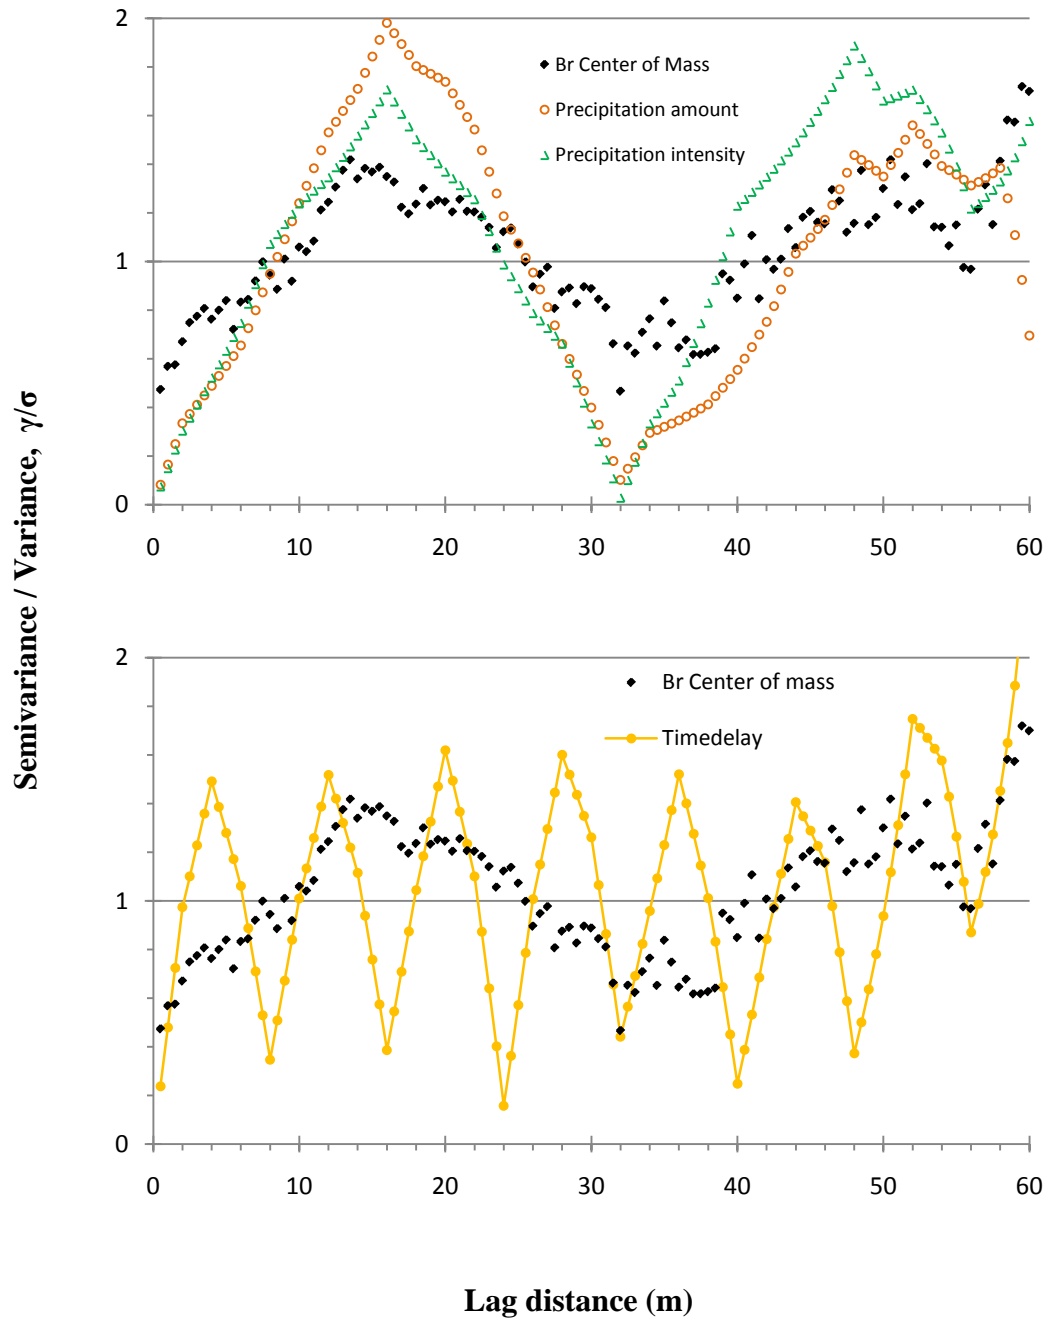 2
Br Center of Mass
Precipitation amount
Precipitation intensity
1
0
0 10 20 30 40 50 60
Semivariance / Variance, γ/σ
2
Br Center of mass
Timedelay
1
0
0 10 20 30 40 50 60
Lag distance (m)